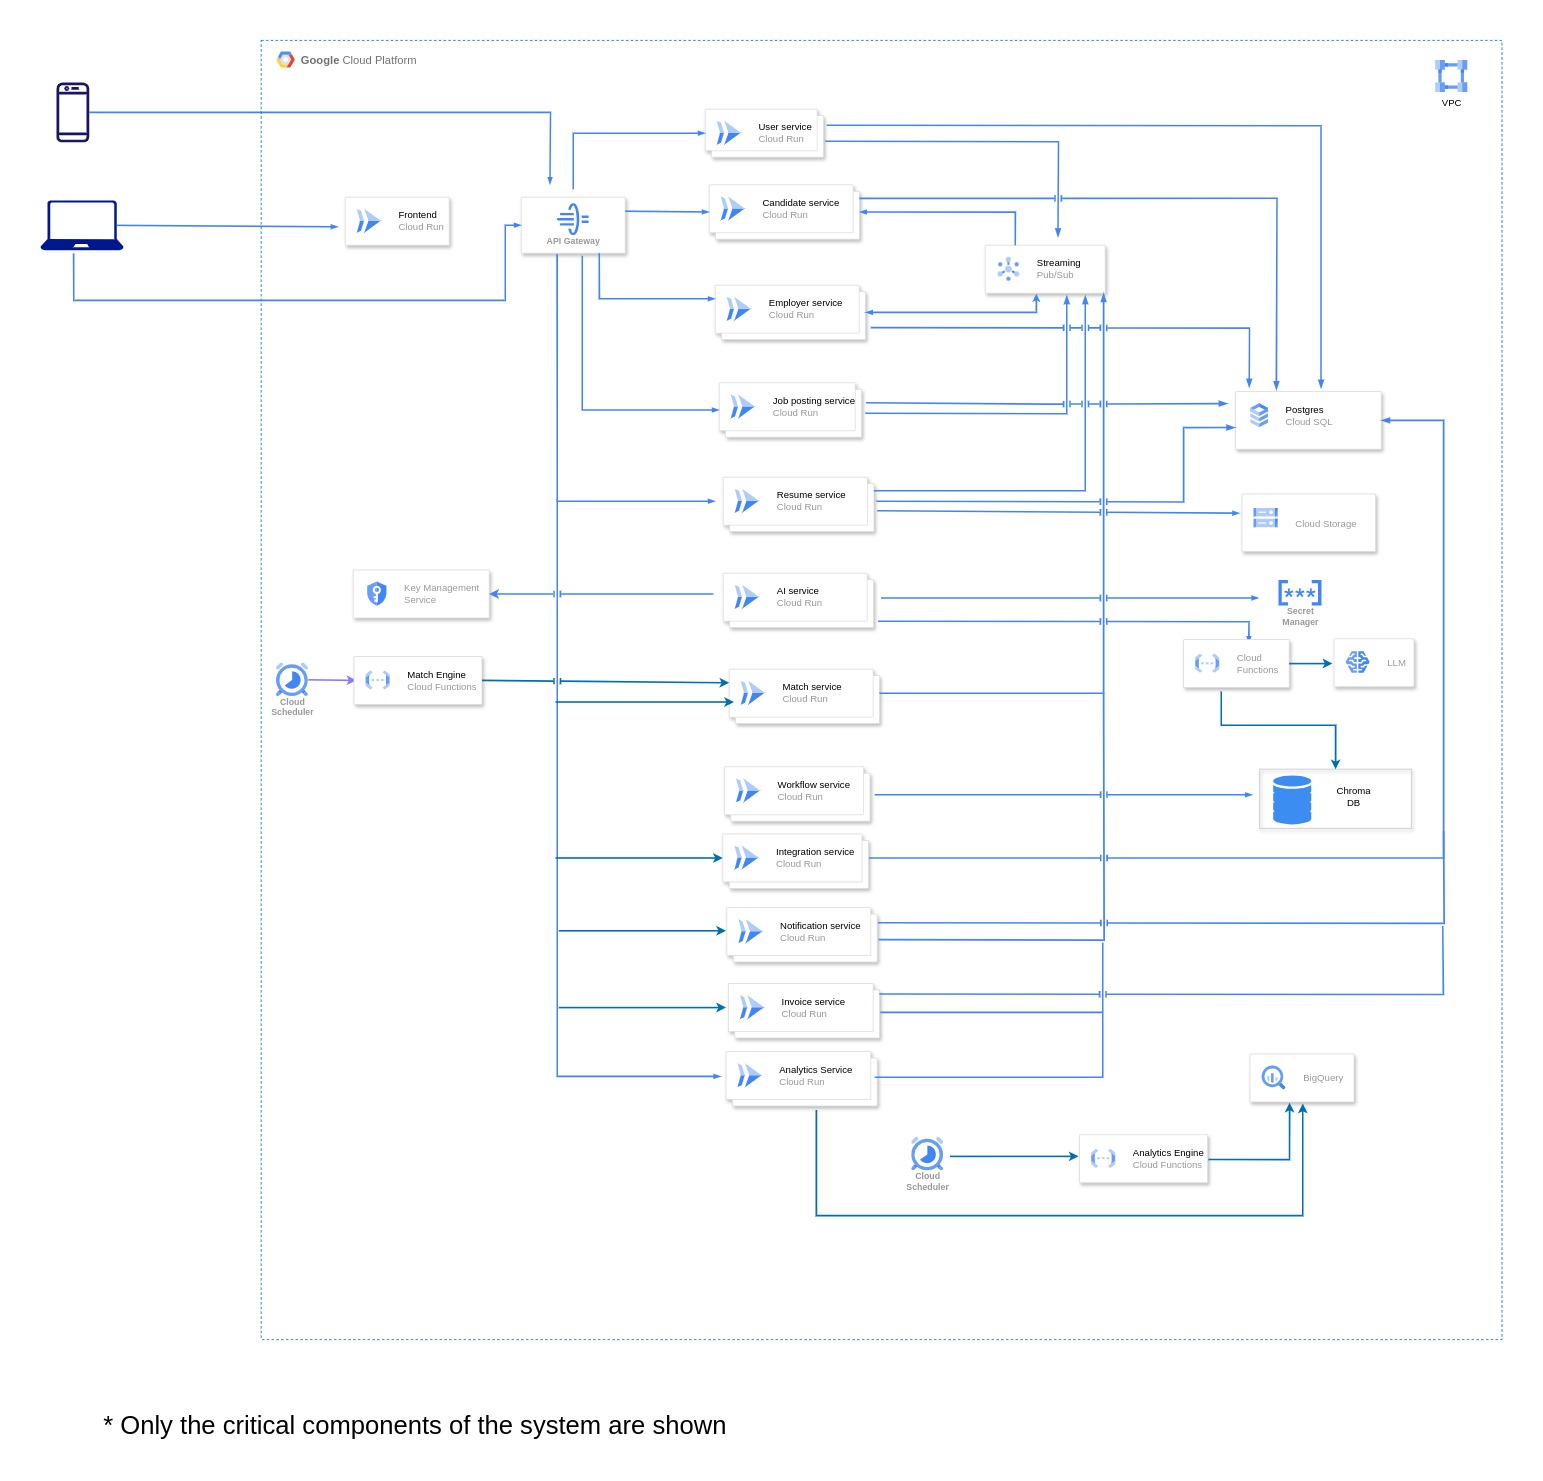 Google Cloud Platform
VPC
User service
Cloud Run
Candidate service
Cloud Run
Frontend
Cloud Run
API Gateway
Streaming
Pub/Sub
Employer service
Cloud Run
Job posting service
Cloud Run
Postgres
Cloud SQL
Resume service
Cloud Run
Cloud Storage
Key Management
Service
AI service
Cloud Run
***
Secret
Manager
Cloud
Functions
LLM
Match Engine
Cloud Functions
Cloud
Scheduler
Match service
Cloud Run
Workflow service
Cloud Run
Chroma
DB
Integration service
Cloud Run
Notification service
Cloud Run
Invoice service
Cloud Run
Analytics Service
Cloud Run
BigQuery
Cloud
Scheduler
Analytics Engine
Cloud Functions
* Only the critical components of the system are shown